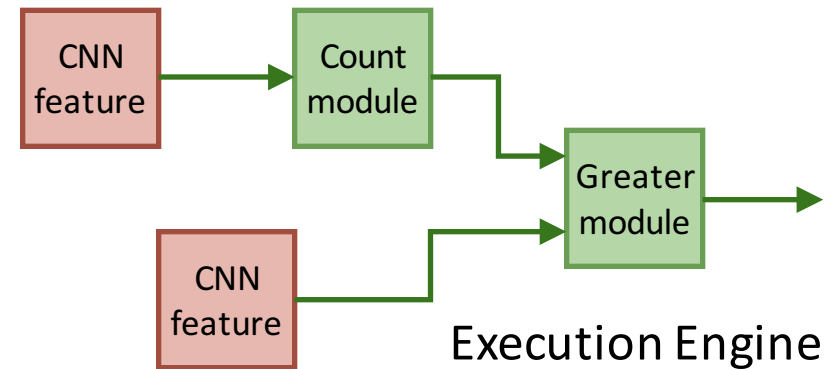 CNN
feature
Count
module
Greater
module
CNN
feature
Execution Engine